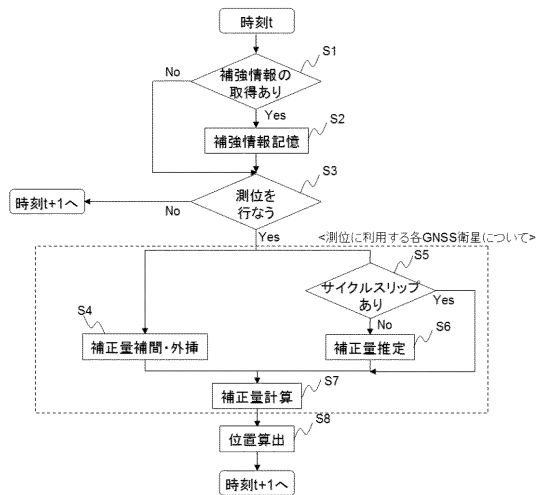 時刻t
S1
No
補強情報の
取得あり
Yes
S2
補強情報記憶
S3
測位を
行なう
時刻t+1へ
No
Yes
<測位に利用する各GNSS衛星について>
S5
サイクルスリップ
あり
Yes
S4
No
S6
補正量補間・外挿
補正量推定
S7
補正量計算
S8
位置算出
時刻t+1へ